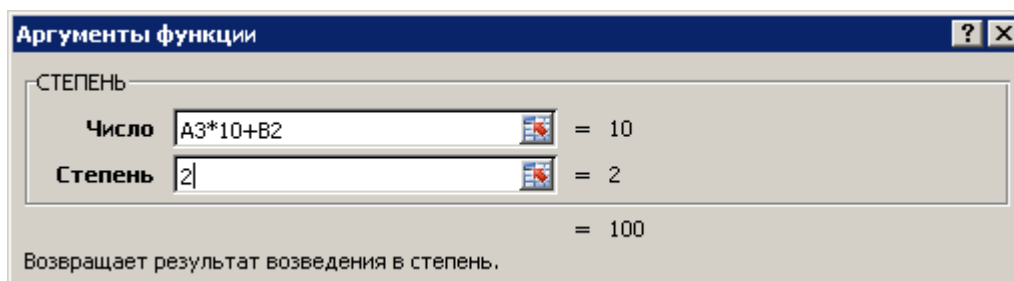 Аргументы функции
СТЕПЕНЬ
Число A3*10+B2 = 10
Степень 2 = 2
= 100
Возвращает результат возведения в степень.